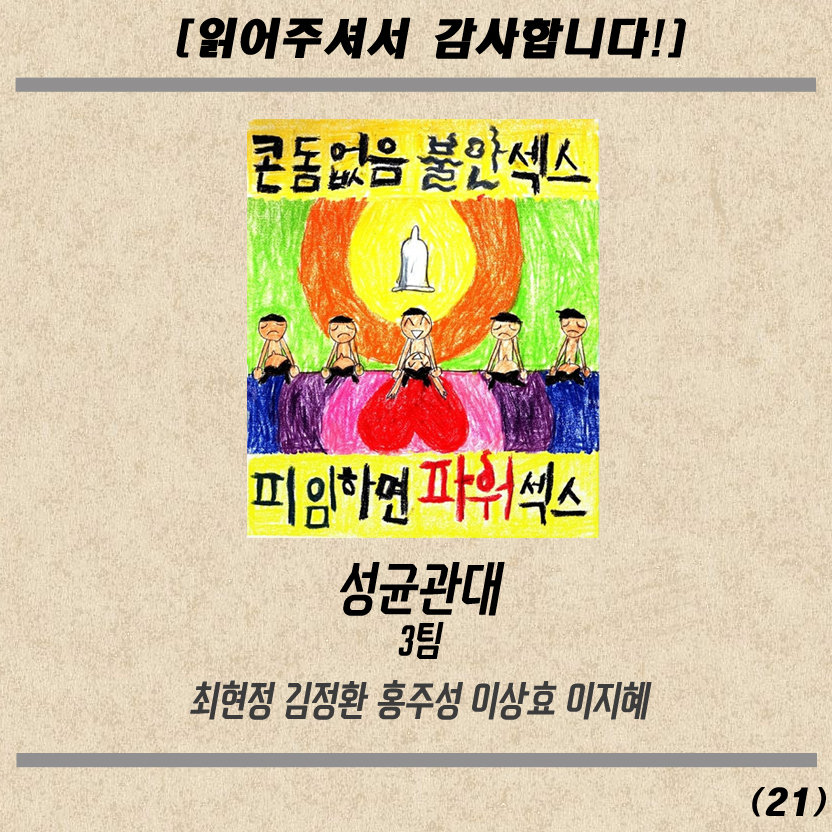 [읽어주셔서 감사합니다!]
콘돔없음 불안섹스
피임하면 파워섹스
성균관대
3팀
최현정 김정환 홍주성 이상효 이지혜
(21)